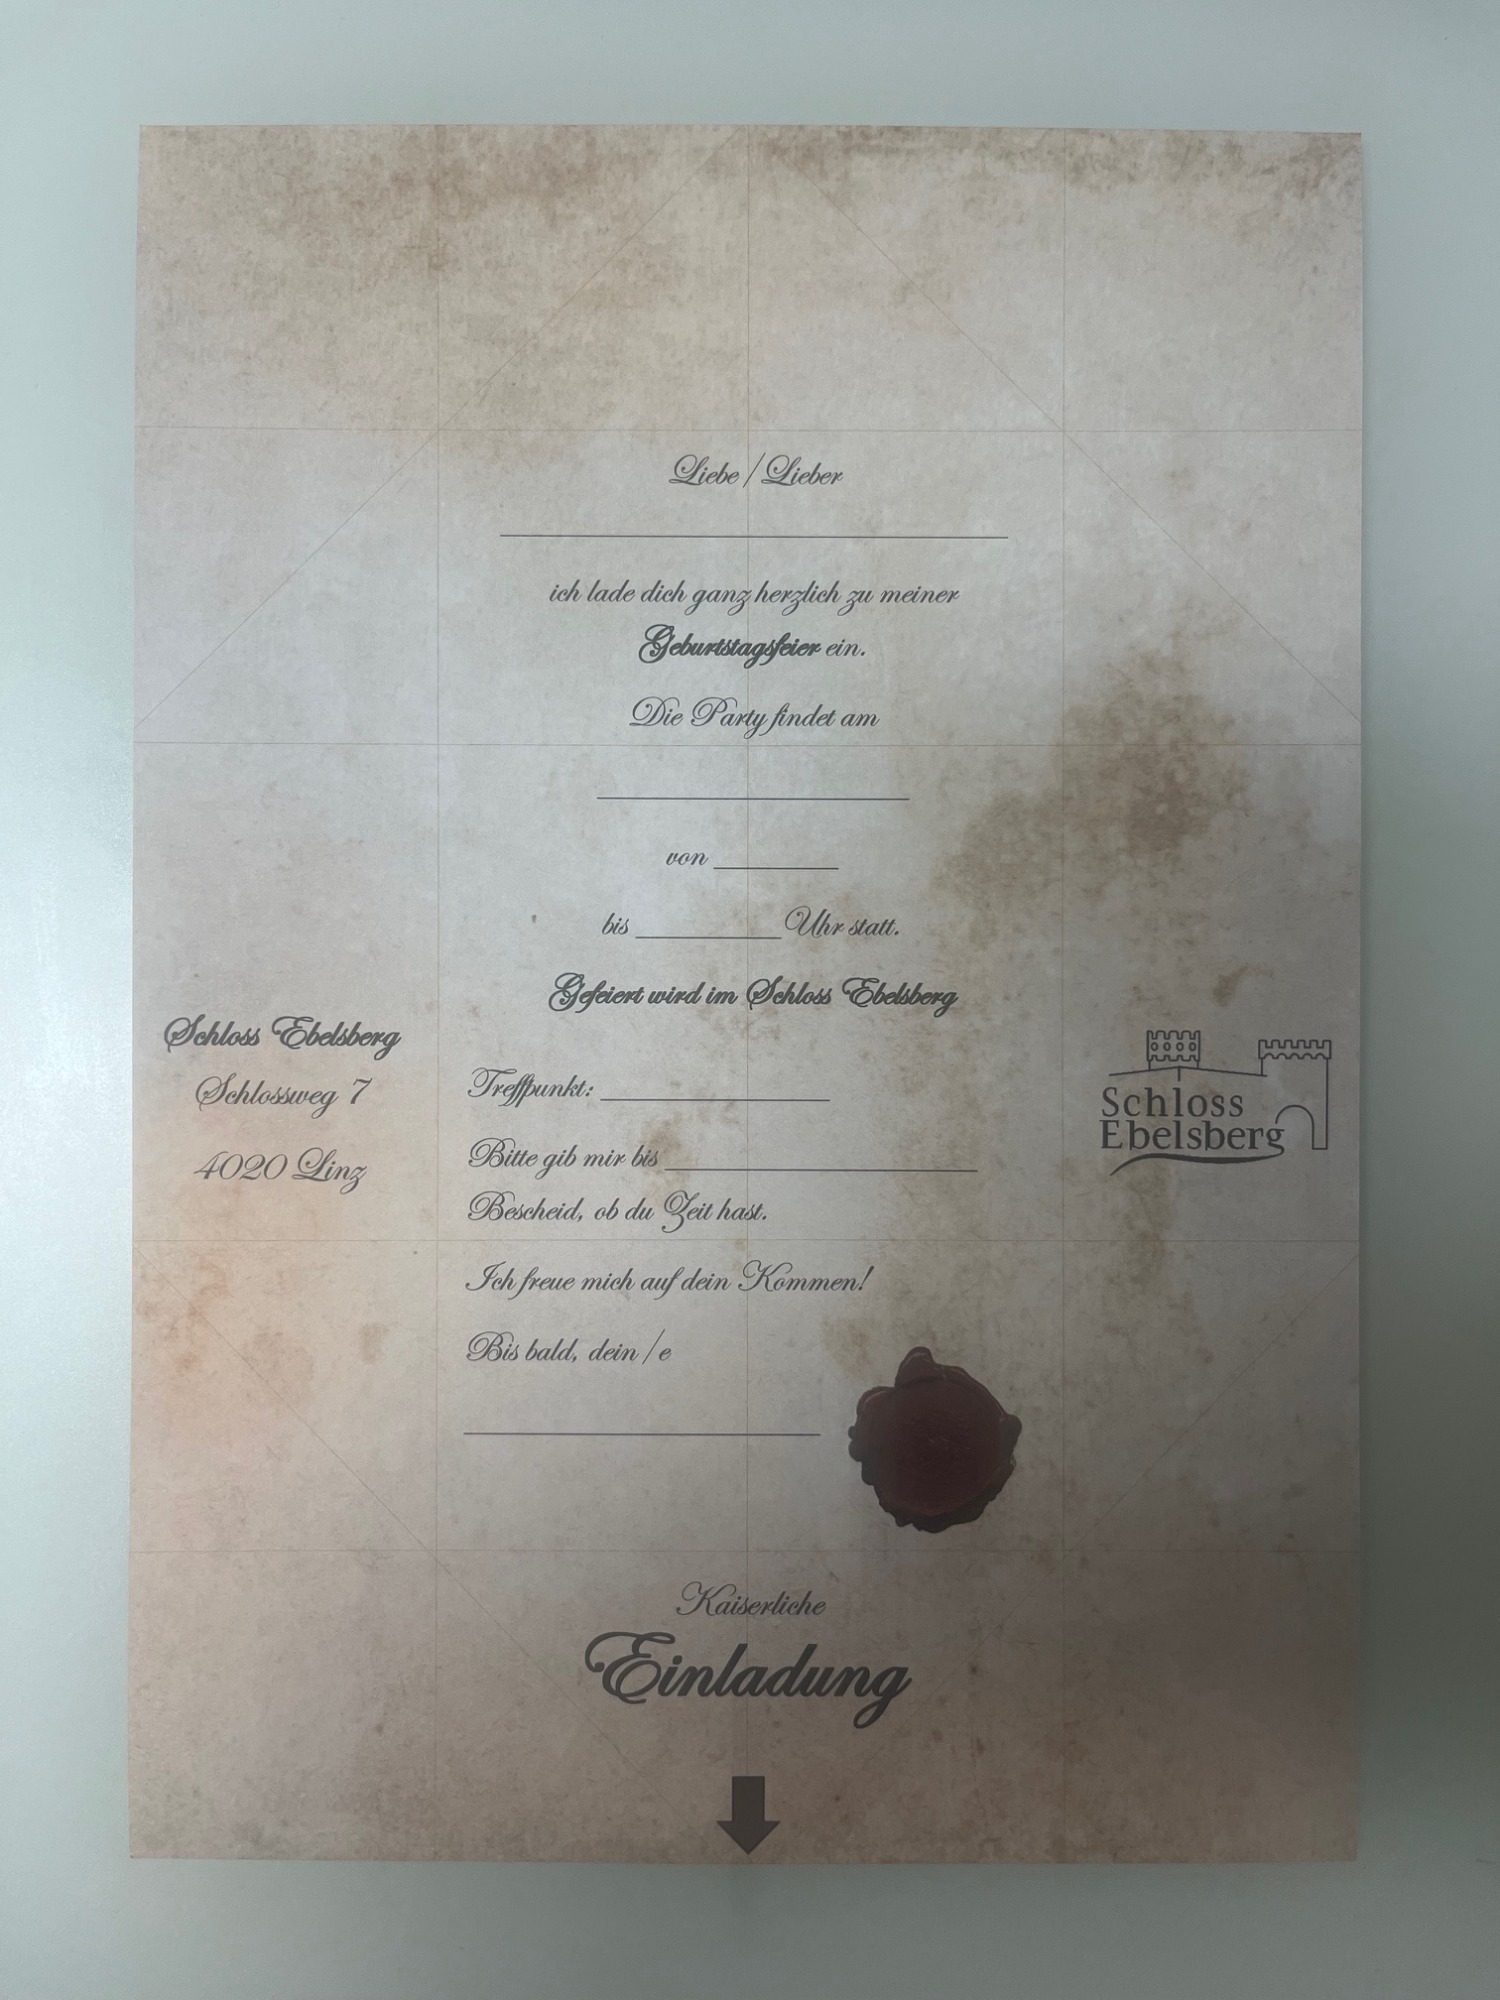 Liebe / Lieber
ich lade dich ganz herzlich zu meiner
Geburtstagsfeier ein.
Die Party findet am
von
bis Uhr statt.
Gefeiert wird im Schloss Ebelsberg
Treffpunkt:
Bitte gib mir bis
Bescheid, ob du Zeit hast.
Ich freue mich auf dein Kommen!
Bis bald, dein / e
Schloss Ebelsberg
Schlossweg 7
4020 Linz
Schloss
Ebelsberg
Kaiserliche
Einladung